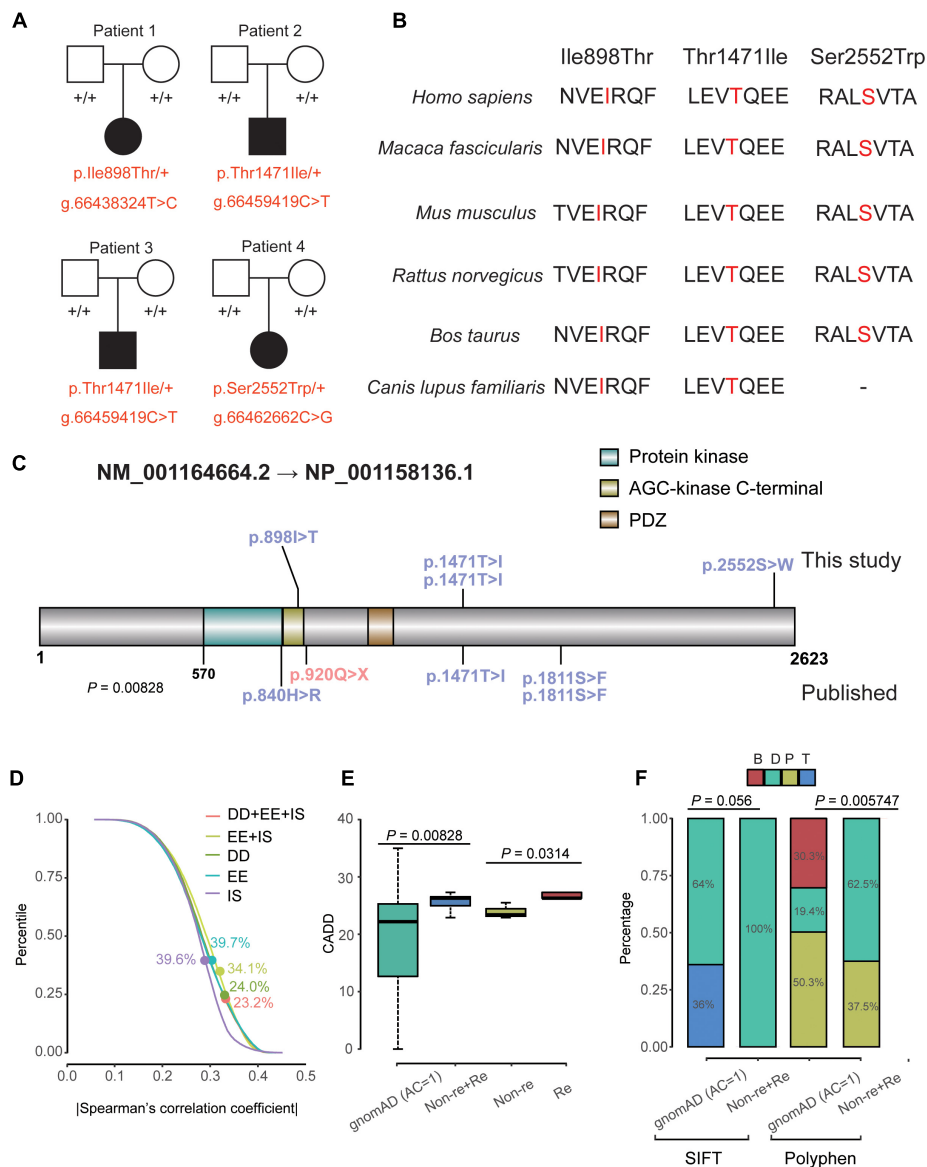 A
Patient 1
Patient 2
+/+ +/+ +/+ +/+
p.Ile898Thr/+
g.66438324T>C
p.Thr1471Ile/+
g.66459419C>T
Patient 3
Patient 4
+/+ +/+ +/+ +/+
p.Thr1471Ile/+
g.66459419C>T
p.Ser2552Trp/+
g.66462662C>G
B
Ile898Thr Thr1471Ile Ser2552Trp
Homo sapiens NVEIRQF LEVTQEE RALSVTA
Macaca fascicularis NVEIRQF LEVTQEE RALSVTA
Mus musculus TVEIRQF LEVTQEE RALSVTA
Rattus norvegicus TVEIRQF LEVTQEE RALSVTA
Bos taurus NVEIRQF LEVTQEE RALSVTA
Canis lupus familiaris NVEIRQF LEVTQEE -
C
NM_001164664.2 → NP_001158136.1
Protein kinase
AGC-kinase C-terminal
PDZ
p.898I>T
p.1471T>I
p.1471T>I
p.2552S>W
This study
1
570
2623
P = 0.00828
p.840H>R
p.920Q>X
p.1471T>I
p.1811S>F
p.1811S>F
Published
D
DD+EE+IS
EE+IS
DD
EE
IS
39.7%
39.6%
34.1%
24.0%
23.2%
Percentile
1.00
0.75
0.50
0.25
0.00
0.0 0.1 0.2 0.3 0.4 0.5
|Spearman's correlation coefficient|
E
P = 0.00828
P = 0.0314
CADD
40
30
20
10
0
gnomAD (AC=1)
Non-re+Re
Non-re
Re
F
B D P T
P = 0.056
P = 0.005747
Percentage
1.00
0.75
0.50
0.25
0.00
64%
36%
100%
30.3%
19.4%
50.3%
62.5%
37.5%
gnomAD (AC=1)
Non-re+Re
gnomAD (AC=1)
Non-re+Re
SIFT
Polyphen